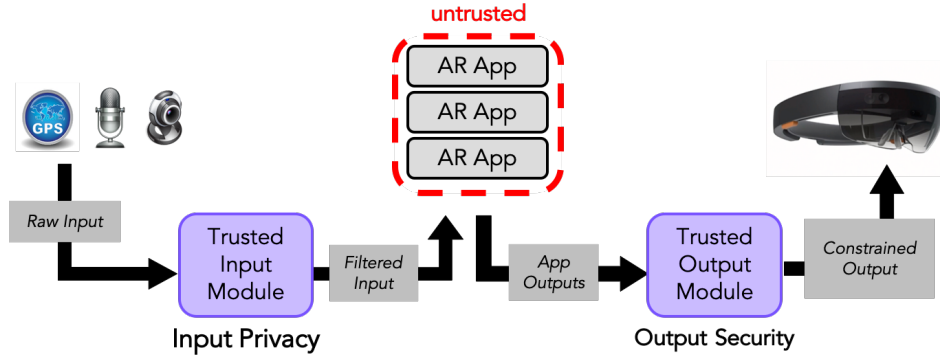 untrusted
AR App
AR App
AR App
GPS
Raw Input
Trusted
Input
Module
Filtered
Input
App
Outputs
Trusted
Output
Module
Constrained
Output
Input Privacy
Output Security